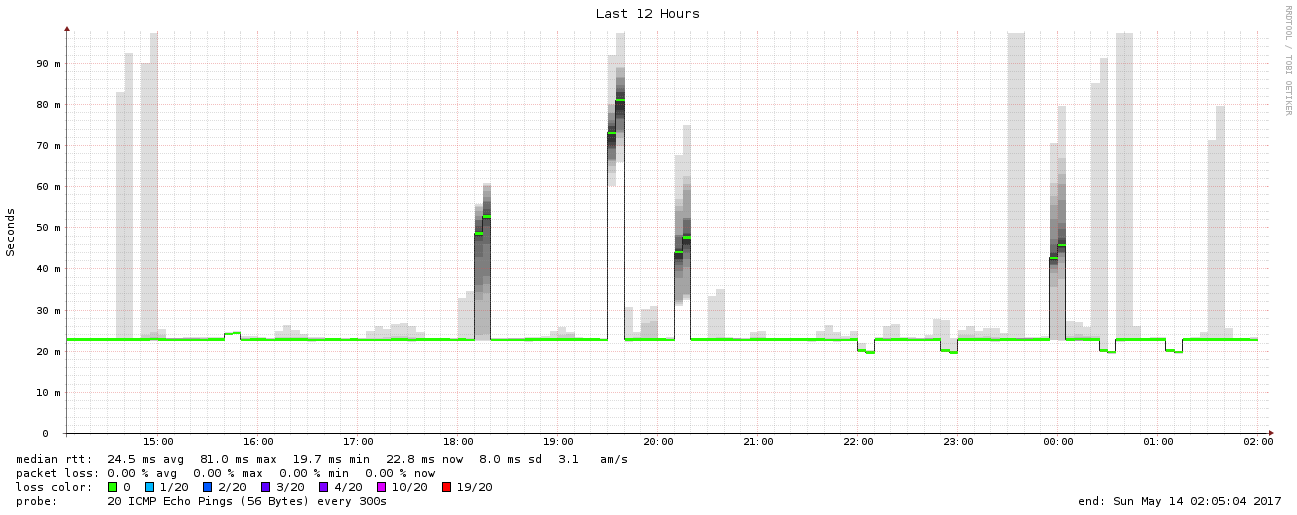 Last 12 Hours
RRDTOOL / TOBI OETIKER
Seconds
90 m
80 m
70 m
60 m
50 m
40 m
30 m
20 m
10 m
0
15:00 16:00 17:00 18:00 19:00 20:00 21:00 22:00 23:00 00:00 01:00 02:00
median rtt: 24.5 ms avg 81.0 ms max 19.7 ms min 22.8 ms now 8.0 ms sd 3.1 am/s
packet loss: 0.00 % avg 0.00 % max 0.00 % min 0.00 % now
loss color: 0 1/20 2/20 3/20 4/20 10/20 19/20
probe: 20 ICMP Echo Pings (56 Bytes) every 300s end: Sun May 14 02:05:04 2017